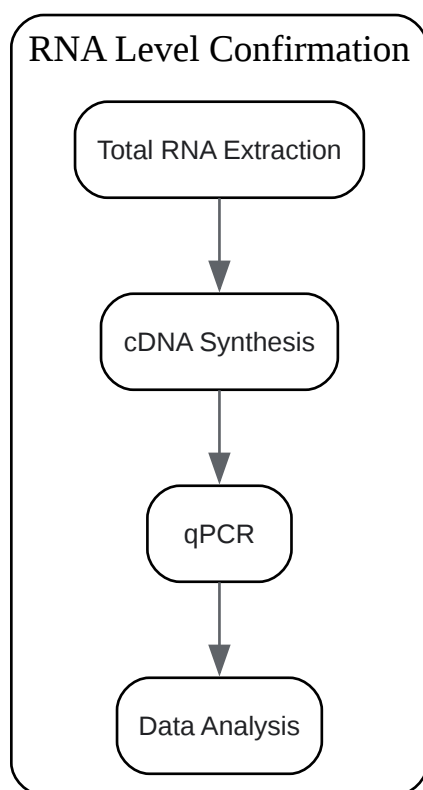 RNA Level Confirmation
Total RNA Extraction
cDNA Synthesis
qPCR
Data Analysis